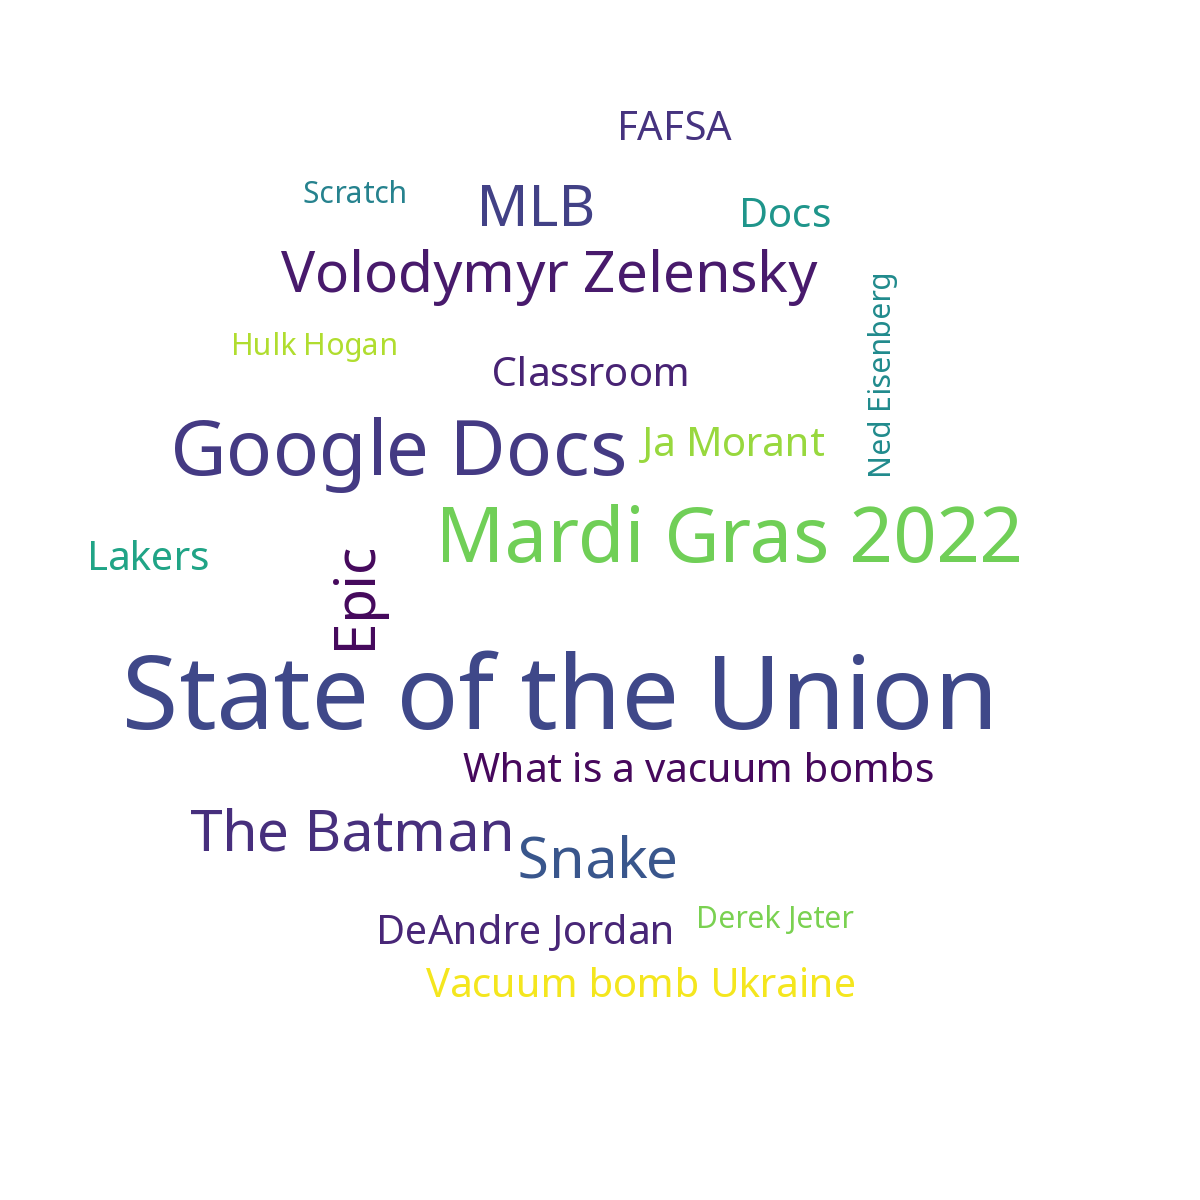 FAFSA
Scratch
MLB
Docs
Volodymyr Zelensky
Hulk Hogan
Ned Eisenberg
Classroom
Google Docs
Ja Morant
Mardi Gras 2022
Lakers
Epic
State of the Union
What is a vacuum bombs
The Batman
Snake
DeAndre Jordan
Derek Jeter
Vacuum bomb Ukraine